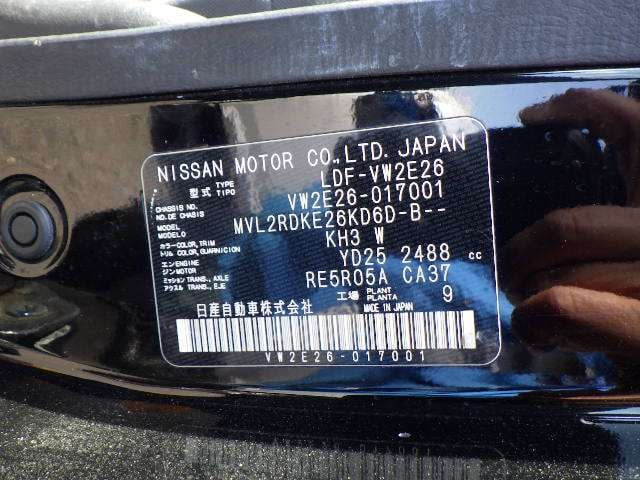 NISSAN MOTOR CO.,LTD. JAPAN
型式 TYPE TIPO LDF-VW2E26
CHASSIS NO. NO. DE CHASIS VW2E26-017001
MODEL MODELO MVL2RDKE26KD6D-B--
カラー COLOR,TRIM トリム COLOR,GUARNICION KH3 W
エンジン ENGINE MOTOR YD25 2488 cc
ミッション TRANS., AXLE アクスル TRANS., EJE RE5R05A CA37
工場 PLANT PLANTA 9
日産自動車株式会社 MADE IN JAPAN
VW2E26-017001